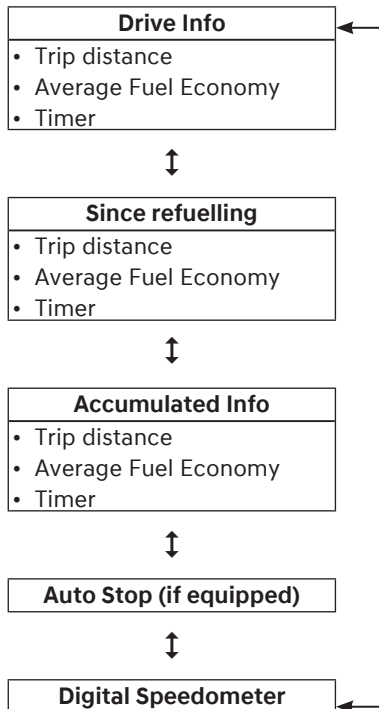 Drive Info
• Trip distance
• Average Fuel Economy
• Timer
Since refuelling
• Trip distance
• Average Fuel Economy
• Timer
Accumulated Info
• Trip distance
• Average Fuel Economy
• Timer
Auto Stop (if equipped)
Digital Speedometer